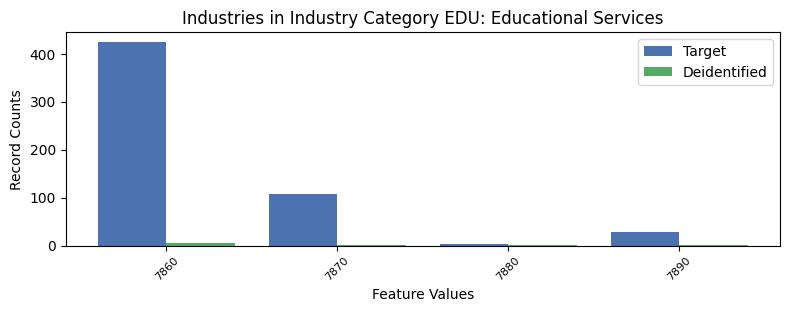 Industries in Industry Category EDU: Educational Services
Target
Deidentified
Record Counts
400
300
200
100
0
7860
7870
7880
7890
Feature Values